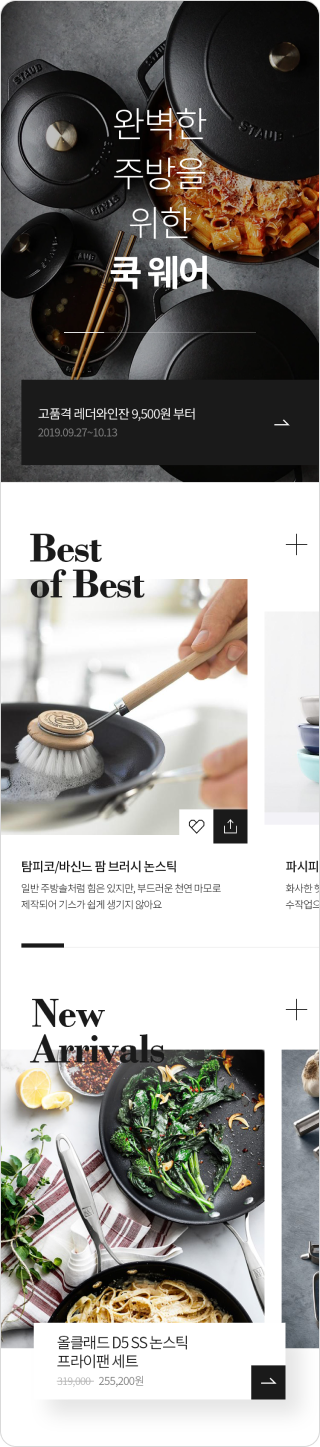 STAUB
STAUB
STAUB
완벽한
주방을
위한
쿡 웨어
고품격 레더와인잔 9,500원 부터
2019.09.27~10.13
Best
of Best
탐피코/바신느 팜 브러시 논스틱
일반 주방솔처럼 힘은 있지만, 부드러운 천연 마모로
제작되어 기스가 쉽게 생기지 않아요
파시피
화사한
수작업으
New
Arrivals
올클래드 D5 SS 논스틱
프라이팬 세트
319,000 255,200원